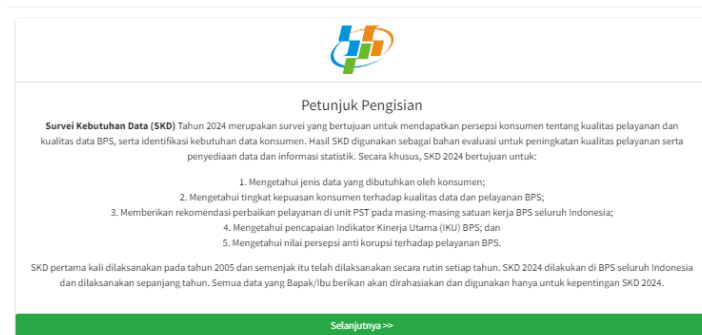 Petunjuk Pengisian
Survei Kebutuhan Data (SKD) Tahun 2024 merupakan survei yang bertujuan untuk mendapatkan persepsi konsumen tentang kualitas pelayanan dan
kualitas data BPS, serta identifikasi kebutuhan data konsumen. Hasil SKD digunakan sebagai bahan evaluasi untuk peningkatan kualitas pelayanan serta
penyediaan data dan informasi statistik. Secara khusus, SKD 2024 bertujuan untuk:
1. Mengetahui jenis data yang dibutuhkan oleh konsumen;
2. Mengetahui tingkat kepuasan konsumen terhadap kualitas data dan pelayanan BPS;
3. Memberikan rekomendasi perbaikan pelayanan di unit PST pada masing-masing satuan kerja BPS seluruh Indonesia;
4. Mengetahui pencapaian Indikator Kinerja Utama (IKU) BPS; dan
5. Mengetahui nilai persepsi anti korupsi terhadap pelayanan BPS.
SKD pertama kali dilaksanakan pada tahun 2005 dan semenjak itu telah dilaksanakan secara rutin setiap tahun. SKD 2024 dilakukan di BPS seluruh Indonesia
dan dilaksanakan sepanjang tahun. Semua data yang Bapak/Ibu berikan akan dirahasiakan dan digunakan hanya untuk kepentingan SKD 2024.
Selanjutnya >>